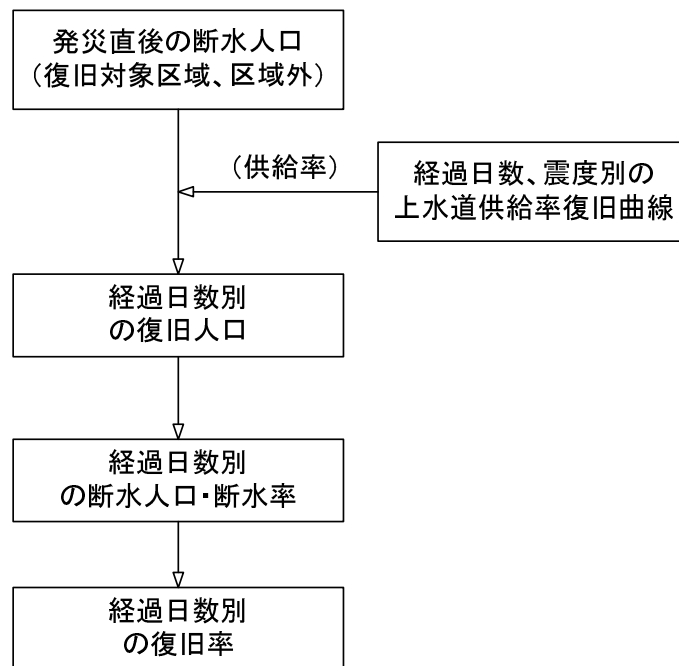 発災直後の断水人口
（復旧対象区域、区域外）
（供給率）
経過日数、震度別の
上水道供給率復旧曲線
経過日数別
の復旧人口
経過日数別
の断水人口・断水率
経過日数別
の復旧率